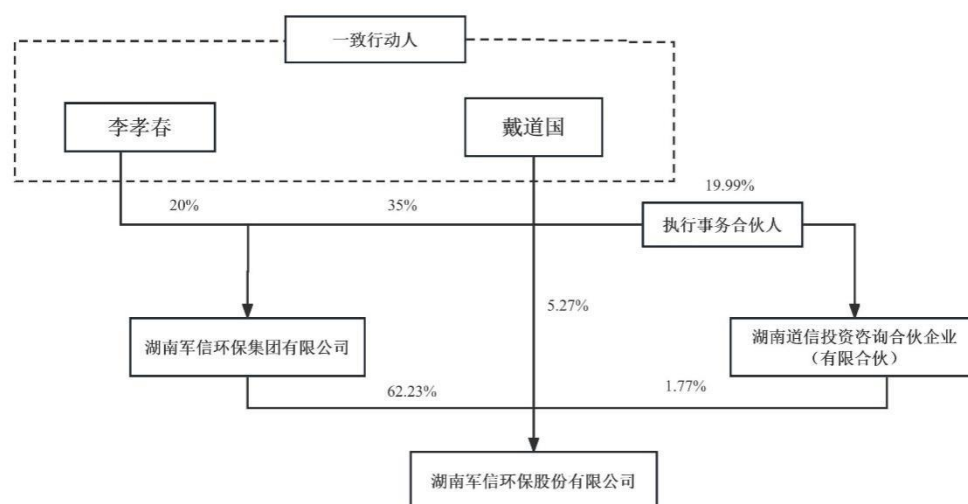 一致行动人
李孝春
戴道国
19.99%
20%
35%
执行事务合伙人
5.27%
湖南军信环保集团有限公司
湖南道信投资咨询合伙企业
（有限合伙）
62.23%
1.77%
湖南军信环保股份有限公司